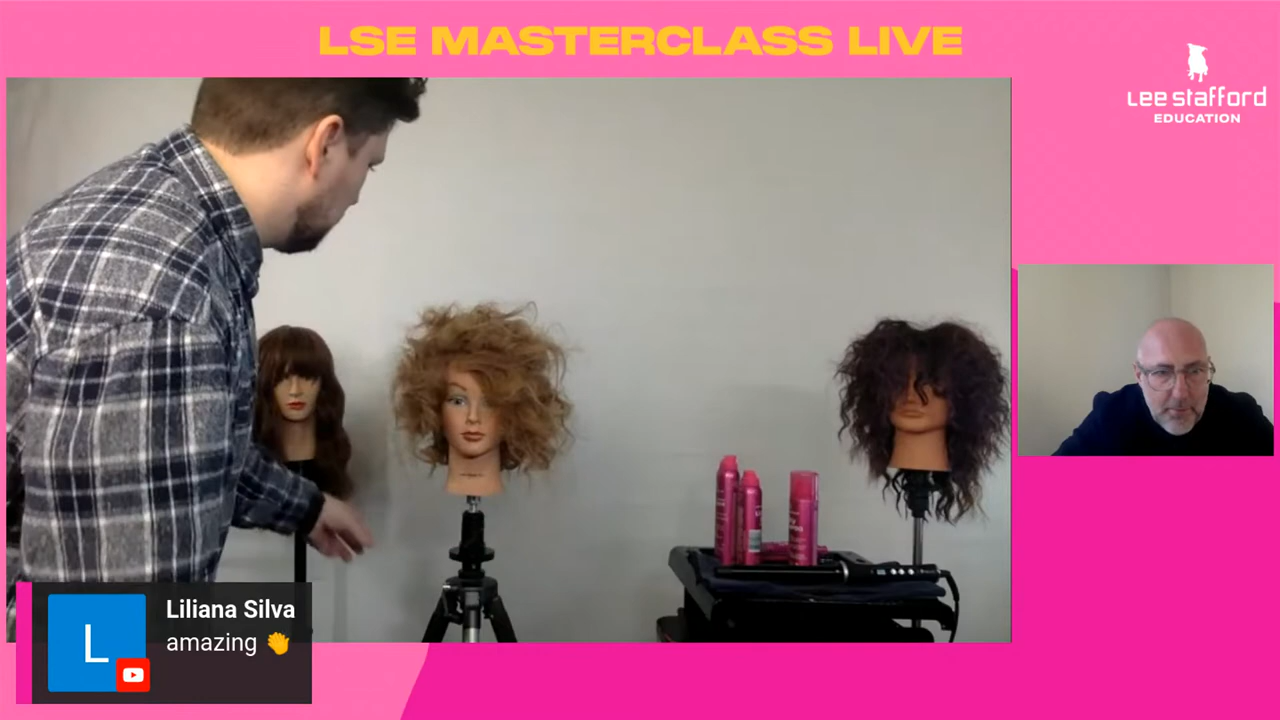 LSE MASTERCLASS LIVE
Lee stafford
EDUCATION
Liliana Silva
amazing 👏
L